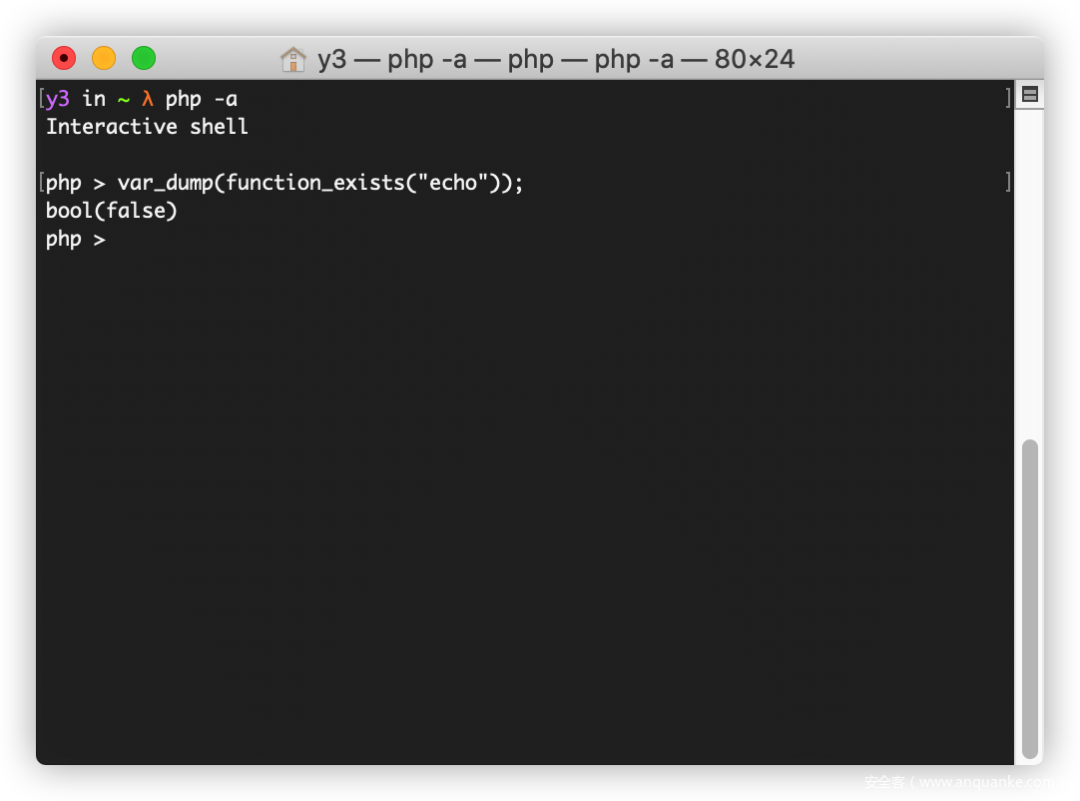 y3 — php -a — php — php -a — 80×24
[y3 in ~ λ php -a ]
Interactive shell
[php > var_dump(function_exists("echo")); ]
bool(false)
php >
安全客 ( www.anquanke.com )